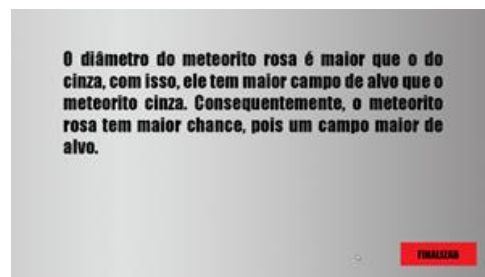 O diâmetro do meteorito rosa é maior que o do
cinza, com isso, ele tem maior campo de alvo que o
meteorito cinza. Consequentemente, o meteorito
rosa tem maior chance, pois um campo maior de
alvo.
FINALIZAR